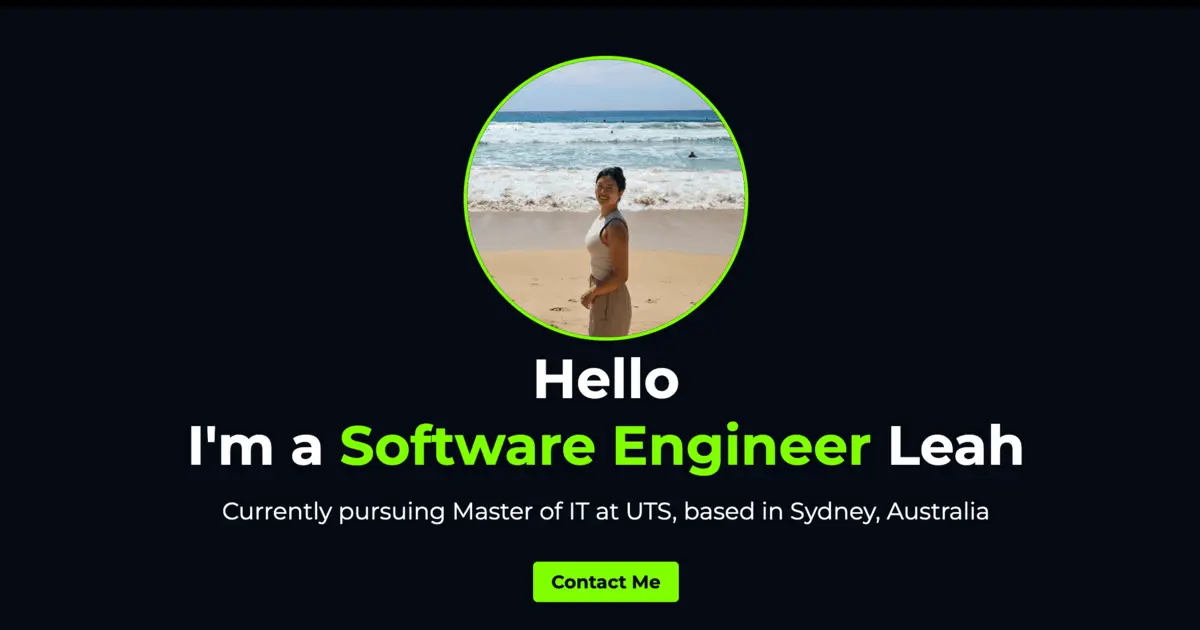 Hello
I'm a Software Engineer Leah
Currently pursuing Master of IT at UTS, based in Sydney, Australia
Contact Me